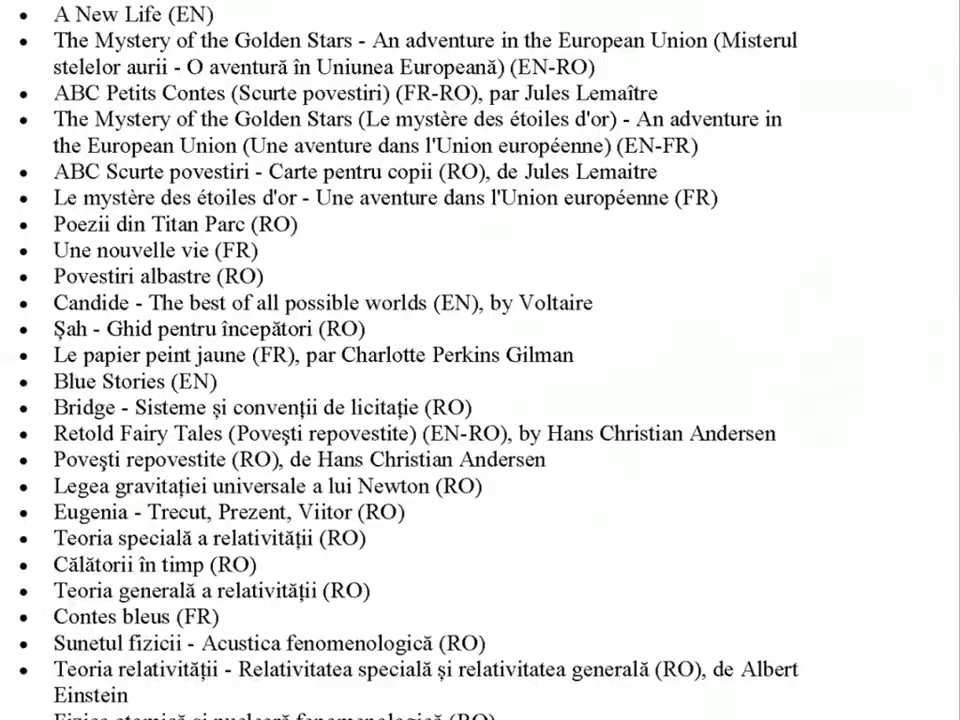 • A New Life (EN)
• The Mystery of the Golden Stars - An adventure in the European Union (Misterul
stelelor aurii - O aventură în Uniunea Europeană) (EN-RO)
• ABC Petits Contes (Scurte povestiri) (FR-RO), par Jules Lemaître
• The Mystery of the Golden Stars (Le mystère des étoiles d'or) - An adventure in
the European Union (Une aventure dans l'Union européenne) (EN-FR)
• ABC Scurte povestiri - Carte pentru copii (RO), de Jules Lemaitre
• Le mystère des étoiles d'or - Une aventure dans l'Union européenne (FR)
• Poezii din Titan Parc (RO)
• Une nouvelle vie (FR)
• Povestiri albastre (RO)
• Candide - The best of all possible worlds (EN), by Voltaire
• Șah - Ghid pentru începători (RO)
• Le papier peint jaune (FR), par Charlotte Perkins Gilman
• Blue Stories (EN)
• Bridge - Sisteme și convenții de licitație (RO)
• Retold Fairy Tales (Poveşti repovestite) (EN-RO), by Hans Christian Andersen
• Poveşti repovestite (RO), de Hans Christian Andersen
• Legea gravitației universale a lui Newton (RO)
• Eugenia - Trecut, Prezent, Viitor (RO)
• Teoria specială a relativității (RO)
• Călătorii în timp (RO)
• Teoria generală a relativității (RO)
• Contes bleus (FR)
• Sunetul fizicii - Acustica fenomenologică (RO)
• Teoria relativității - Relativitatea specială și relativitatea generală (RO), de Albert
Einstein
Fizica atomică și nucleară fenomenologică (RO)